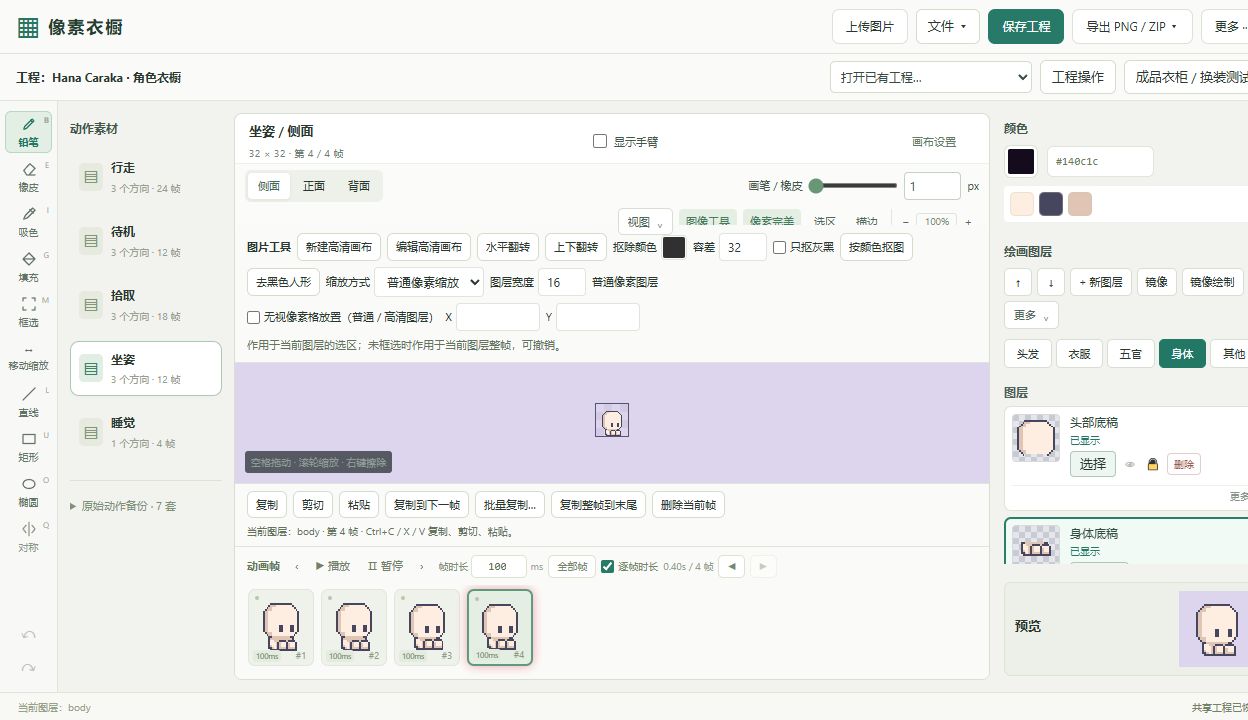 像素衣橱
上传图片 文件 保存工程 导出 PNG / ZIP 更多
工程: Hana Caraka · 角色衣橱
打开已有工程... 工程操作 成品衣柜 / 换装测试
铅笔 B
橡皮 E
吸色 I
填充 G
框选 M
移动缩放
直线 L
矩形 U
椭圆 O
对称 Q
动作素材
行走
3 个方向 · 24 帧
待机
3 个方向 · 12 帧
拾取
3 个方向 · 18 帧
坐姿
3 个方向 · 12 帧
睡觉
1 个方向 · 4 帧
原始动作备份 · 7 套
坐姿 / 侧面
32 × 32 · 第 4 / 4 帧
显示手臂
画布设置
侧面 正面 背面
画笔 / 橡皮 1 px
视图 图像工具 像素完美 选区 描边 − 100% +
图片工具 新建高清画布 编辑高清画布 水平翻转 上下翻转 抠除颜色 容差 32 只抠灰黑 按颜色抠图
去黑色人形 缩放方式 普通像素缩放 图层宽度 16 普通像素图层
无视像素格放置（普通 / 高清图层） X Y
作用于当前图层的选区；未框选时作用于当前图层整帧，可撤销。
空格拖动 · 滚轮缩放 · 右键擦除
复制 剪切 粘贴 复制到下一帧 批量复制... 复制整帧到末尾 删除当前帧
当前图层: body · 第 4 帧 · Ctrl+C / X / V 复制、剪切、粘贴。
动画帧 ‹ ▶ 播放 ⏸ 暂停 › 帧时长 100 ms 全部帧 逐帧时长 0.40s / 4 帧 ◀ ▶
100ms #1
100ms #2
100ms #3
100ms #4
颜色
#140c1c
绘画图层
↑ ↓ + 新图层 镜像 镜像绘制
更多
头发 衣服 五官 身体 其他
图层
头部底稿
已显示
选择 删除
更多
身体底稿
已显示
预览
当前图层: body
共享工程已